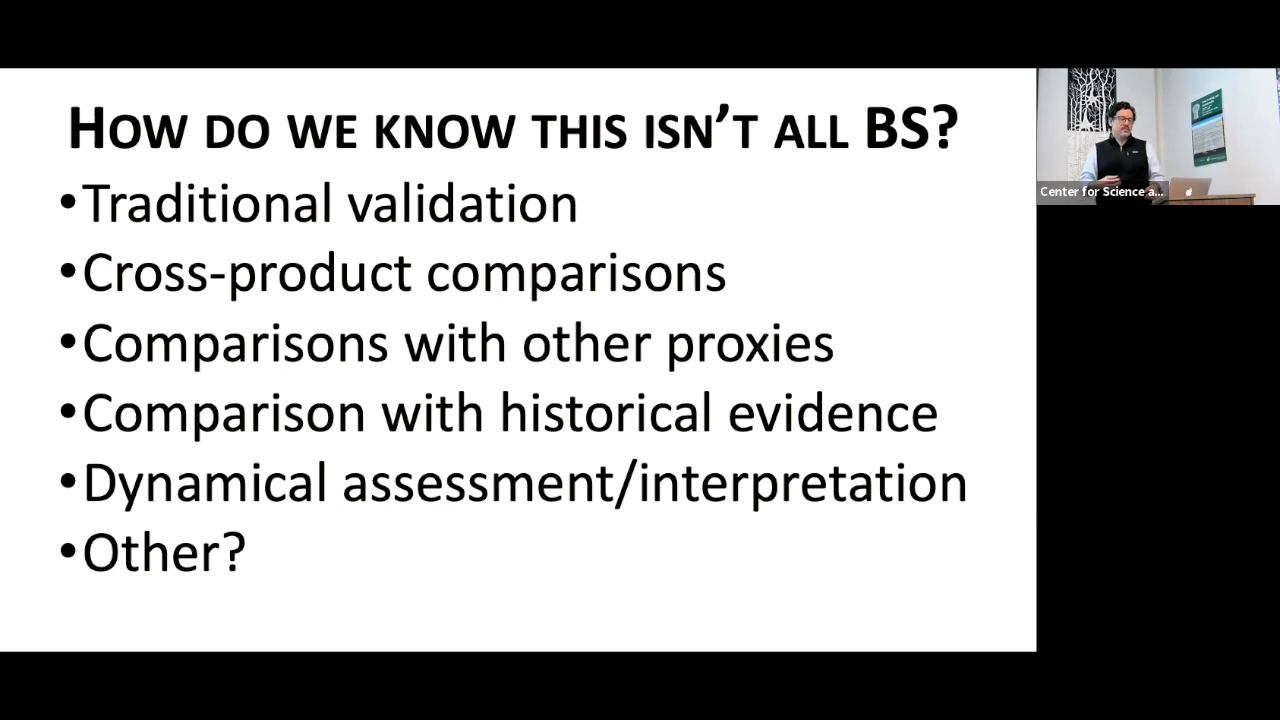 HOW DO WE KNOW THIS ISN'T ALL BS?
•Traditional validation
•Cross-product comparisons
•Comparisons with other proxies
•Comparison with historical evidence
•Dynamical assessment/interpretation
•Other?
Center for Science a...